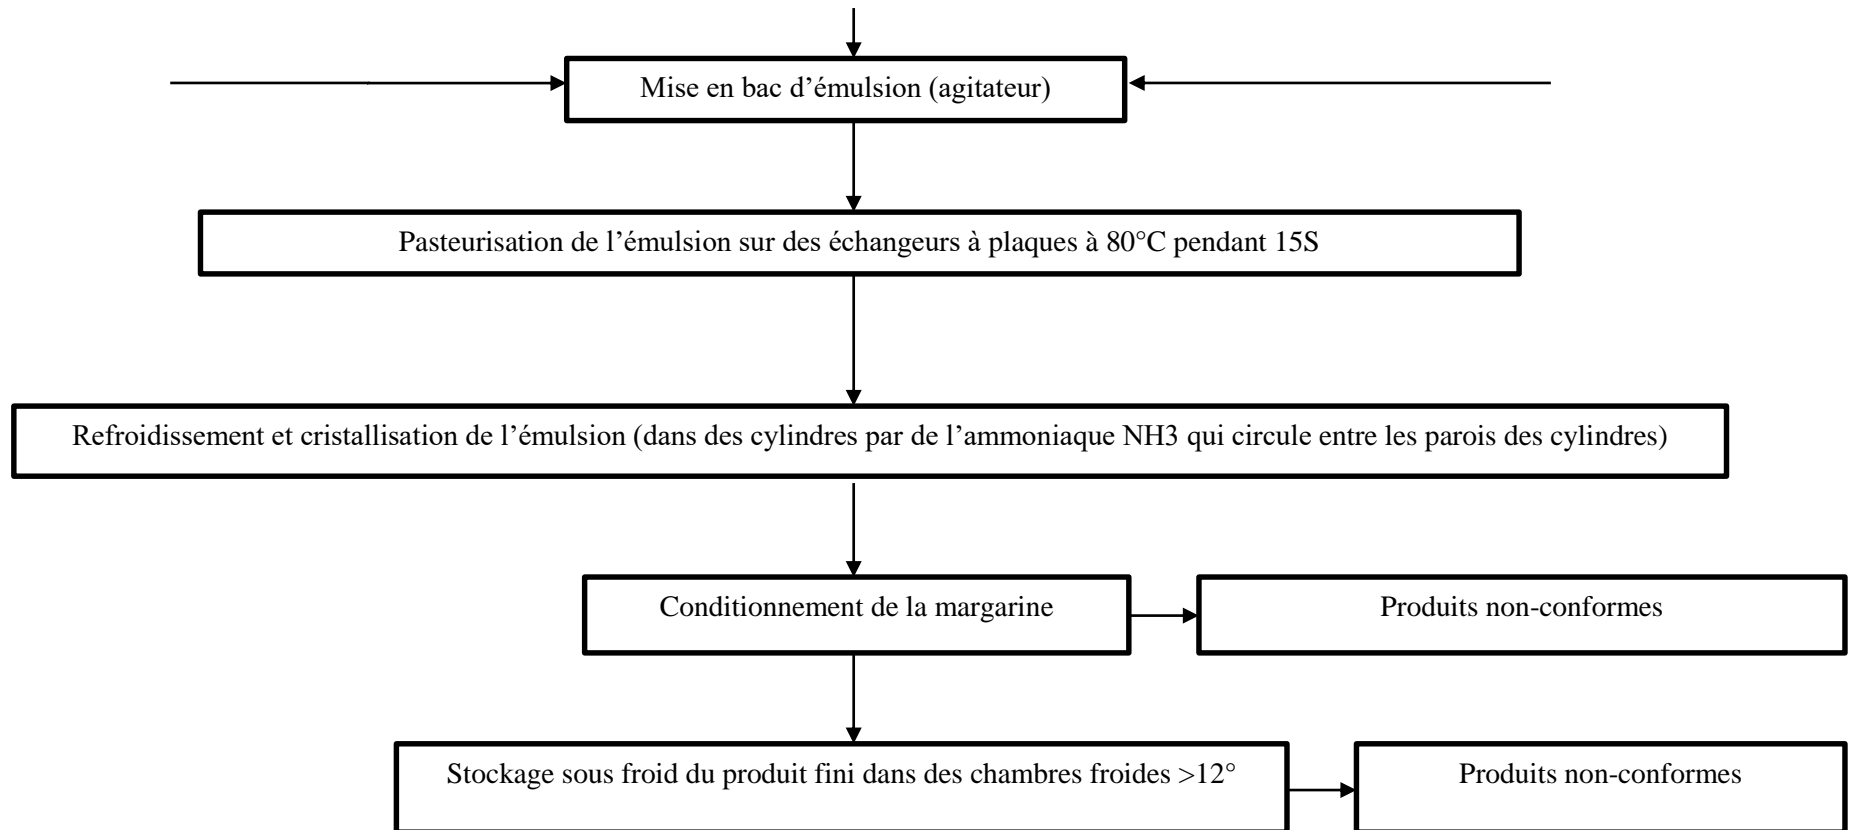 Mise en bac d’émulsion (agitateur)
Pasteurisation de l’émulsion sur des échangeurs à plaques à 80°C pendant 15S
Refroidissement et cristallisation de l’émulsion (dans des cylindres par de l’ammoniaque NH3 qui circule entre les parois des cylindres)
Conditionnement de la margarine
Produits non-conformes
Stockage sous froid du produit fini dans des chambres froides >12°
Produits non-conformes